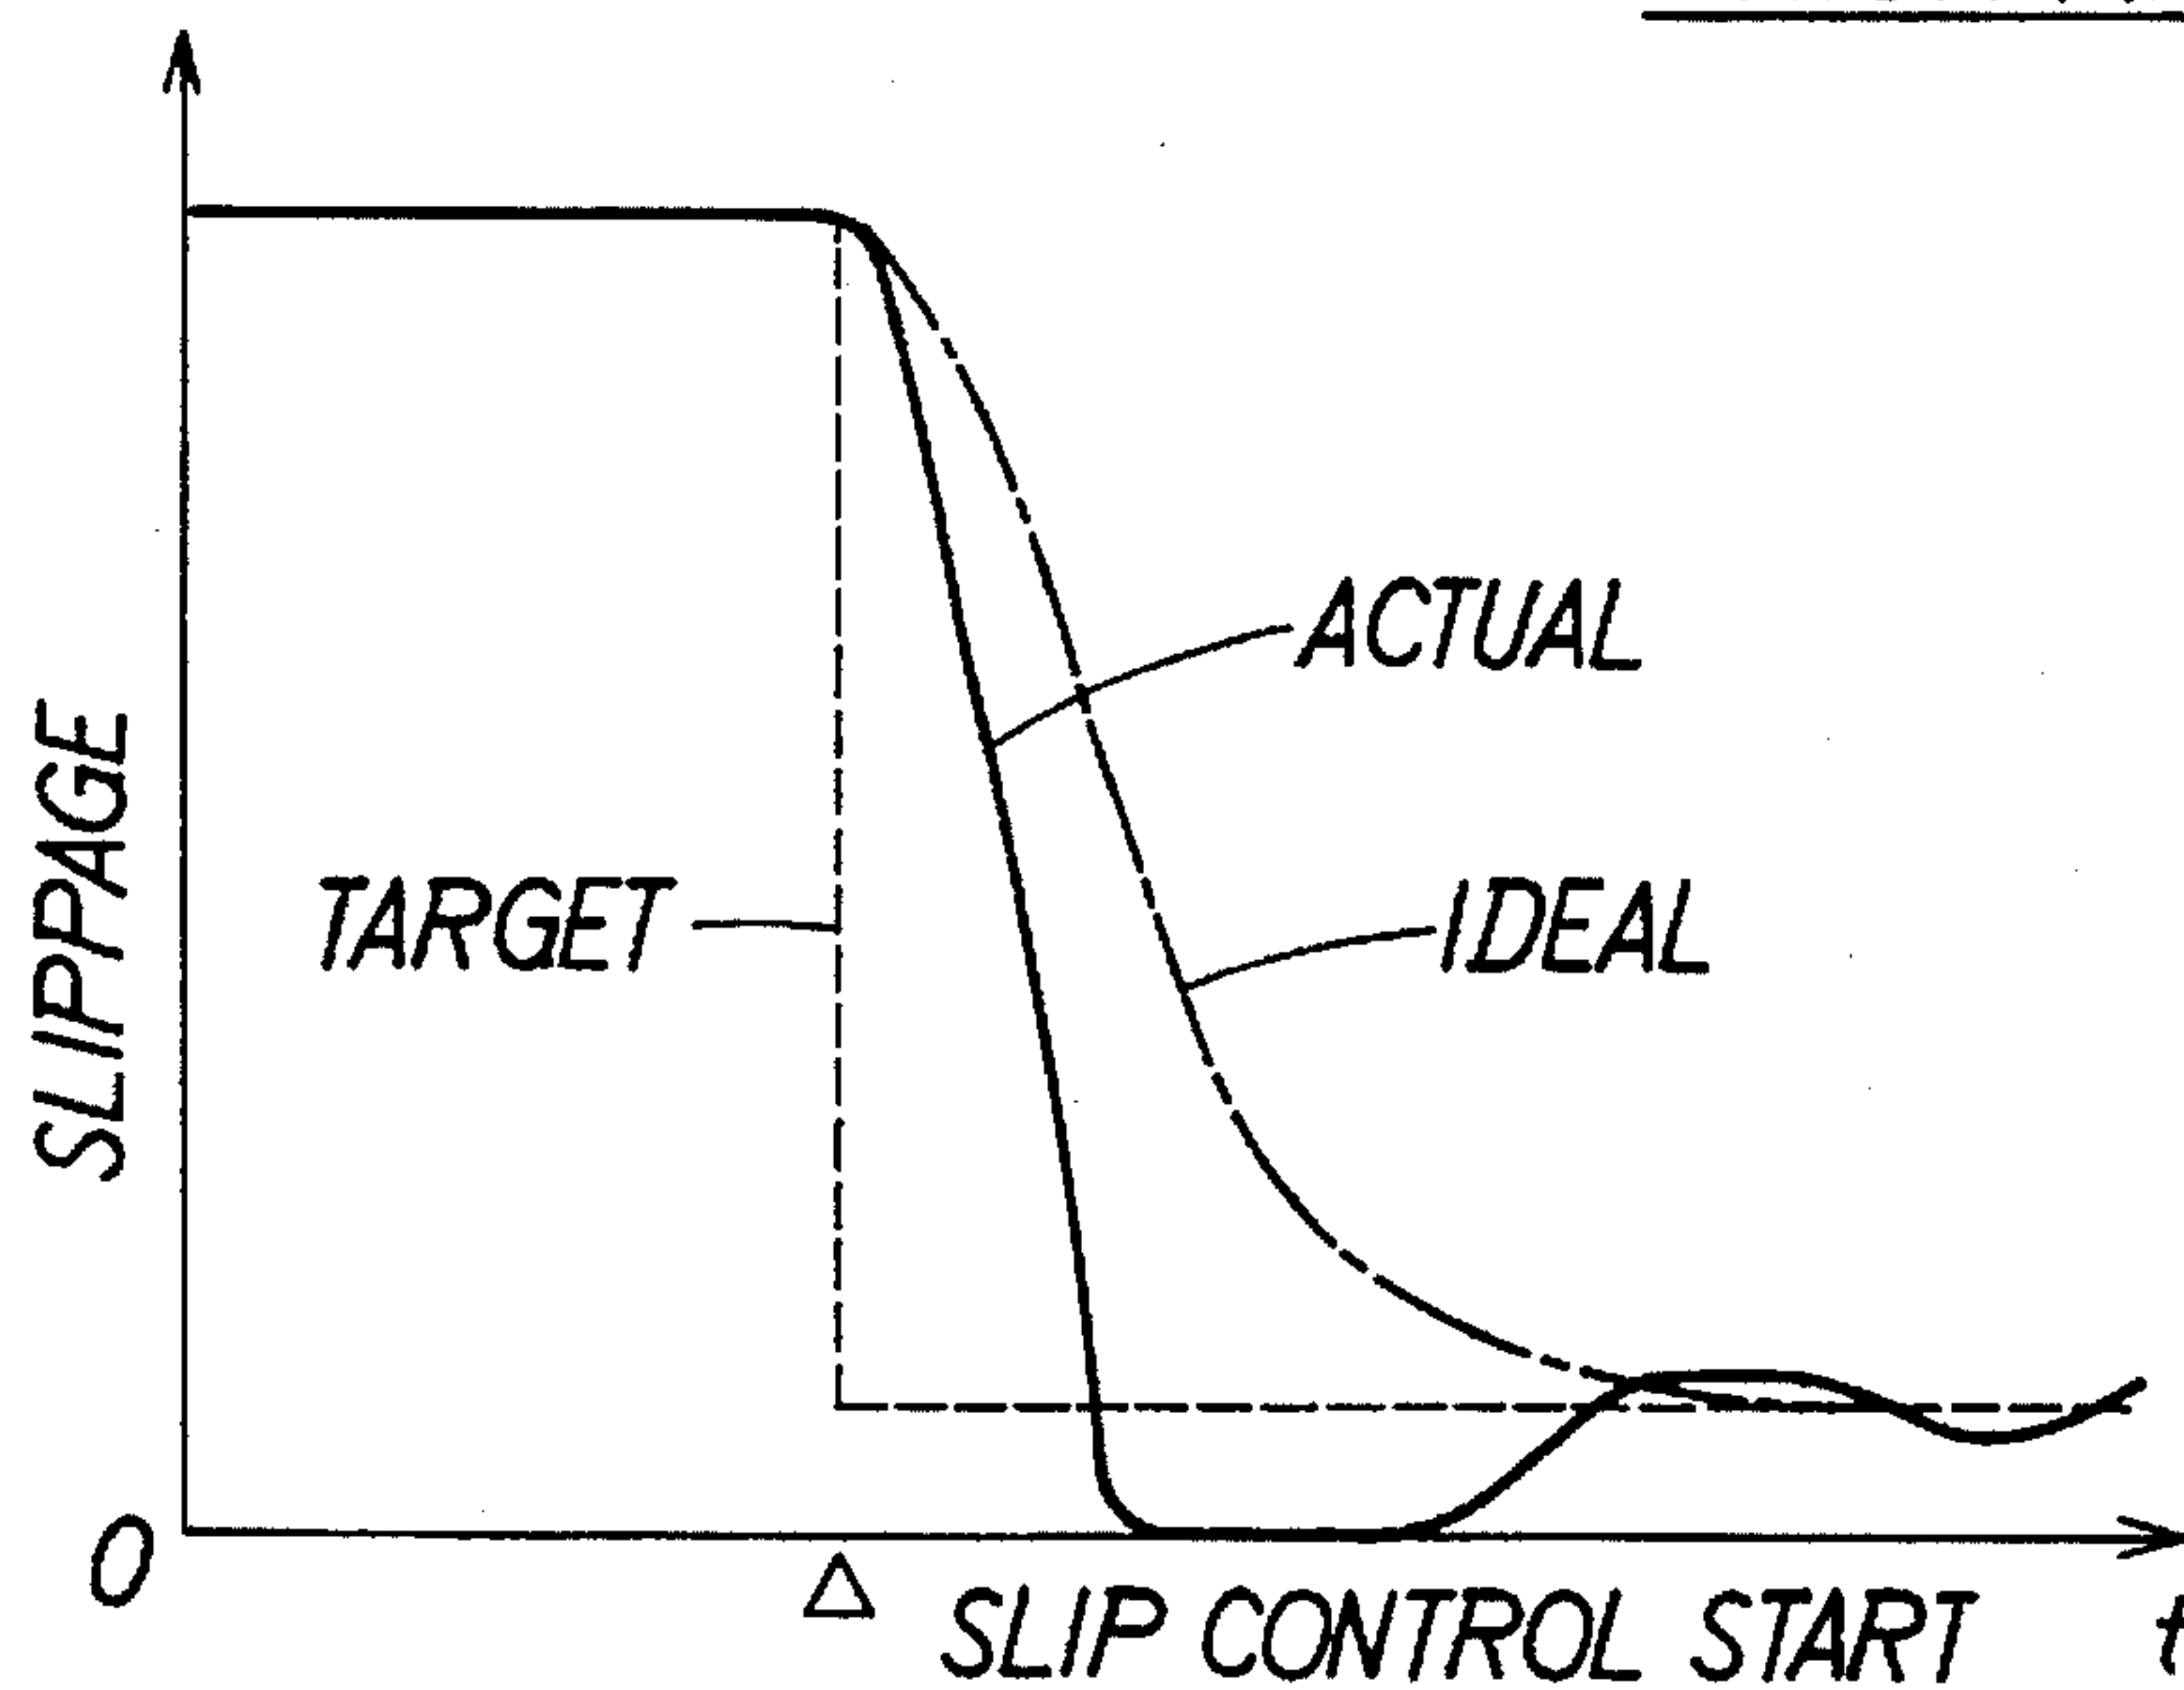 SLIPPAGE
ACTUAL
TARGET
IDEAL
0
SLIP CONTROL START
t